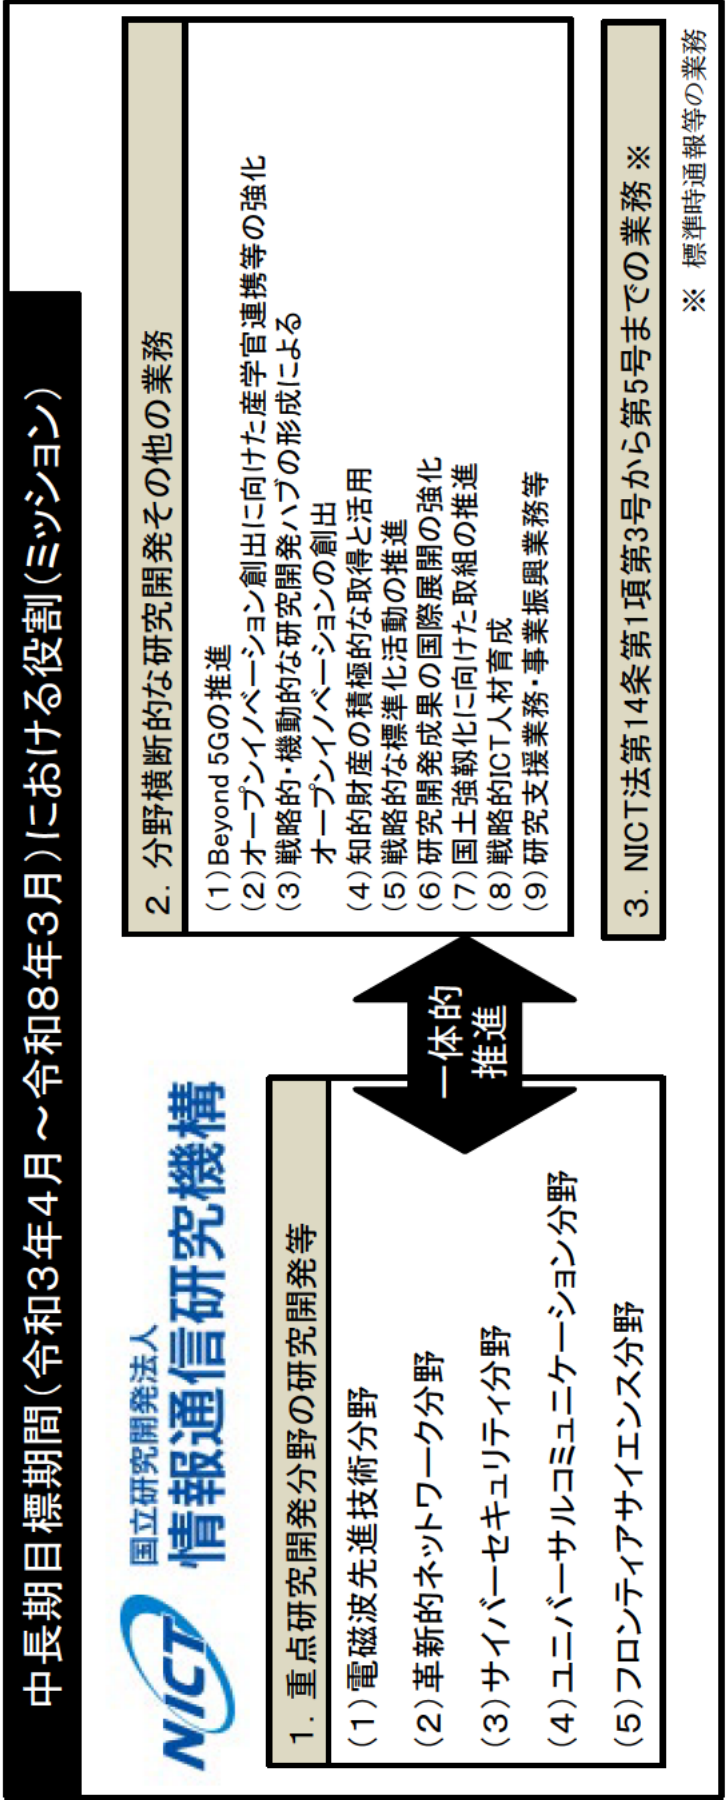 中長期目標期間(令和3年4月~令和8年3月)における役割(ミッション)
NICT
国立研究開発法人
情報通信研究機構
1. 重点研究開発分野の研究開発等
(1)電磁波先進技術分野
(2)革新的ネットワーク分野
(3)サイバーセキュリティ分野
(4)ユニバーサルコミュニケーション分野
(5)フロンティアサイエンス分野
一体的
推進
2. 分野横断的な研究開発その他の業務
(1)Beyond 5Gの推進
(2)オープンイノベーション創出に向けた産学官連携等の強化
(3)戦略的・機動的な研究開発ハブの形成による
オープンイノベーションの創出
(4)知的財産の積極的な取得と活用
(5)戦略的な標準化活動の推進
(6)研究開発成果の国際展開の強化
(7)国土強靱化に向けた取組の推進
(8)戦略的ICT人材育成
(9)研究支援業務・事業振興業務等
3. NICT法第14条第1項第3号から第5号までの業務※
※ 標準時通報等の業務